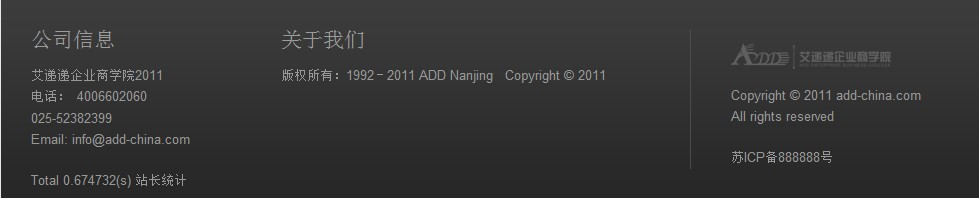 公司信息
艾递递企业商学院2011
电话： 4006602060
025-52382399
Email: info@add-china.com
Total 0.674732(s) 站长统计
关于我们
版权所有：1992－2011 ADD Nanjing Copyright © 2011
ADD 艾递递企业商学院
Copyright © 2011 add-china.com
All rights reserved
苏ICP备888888号